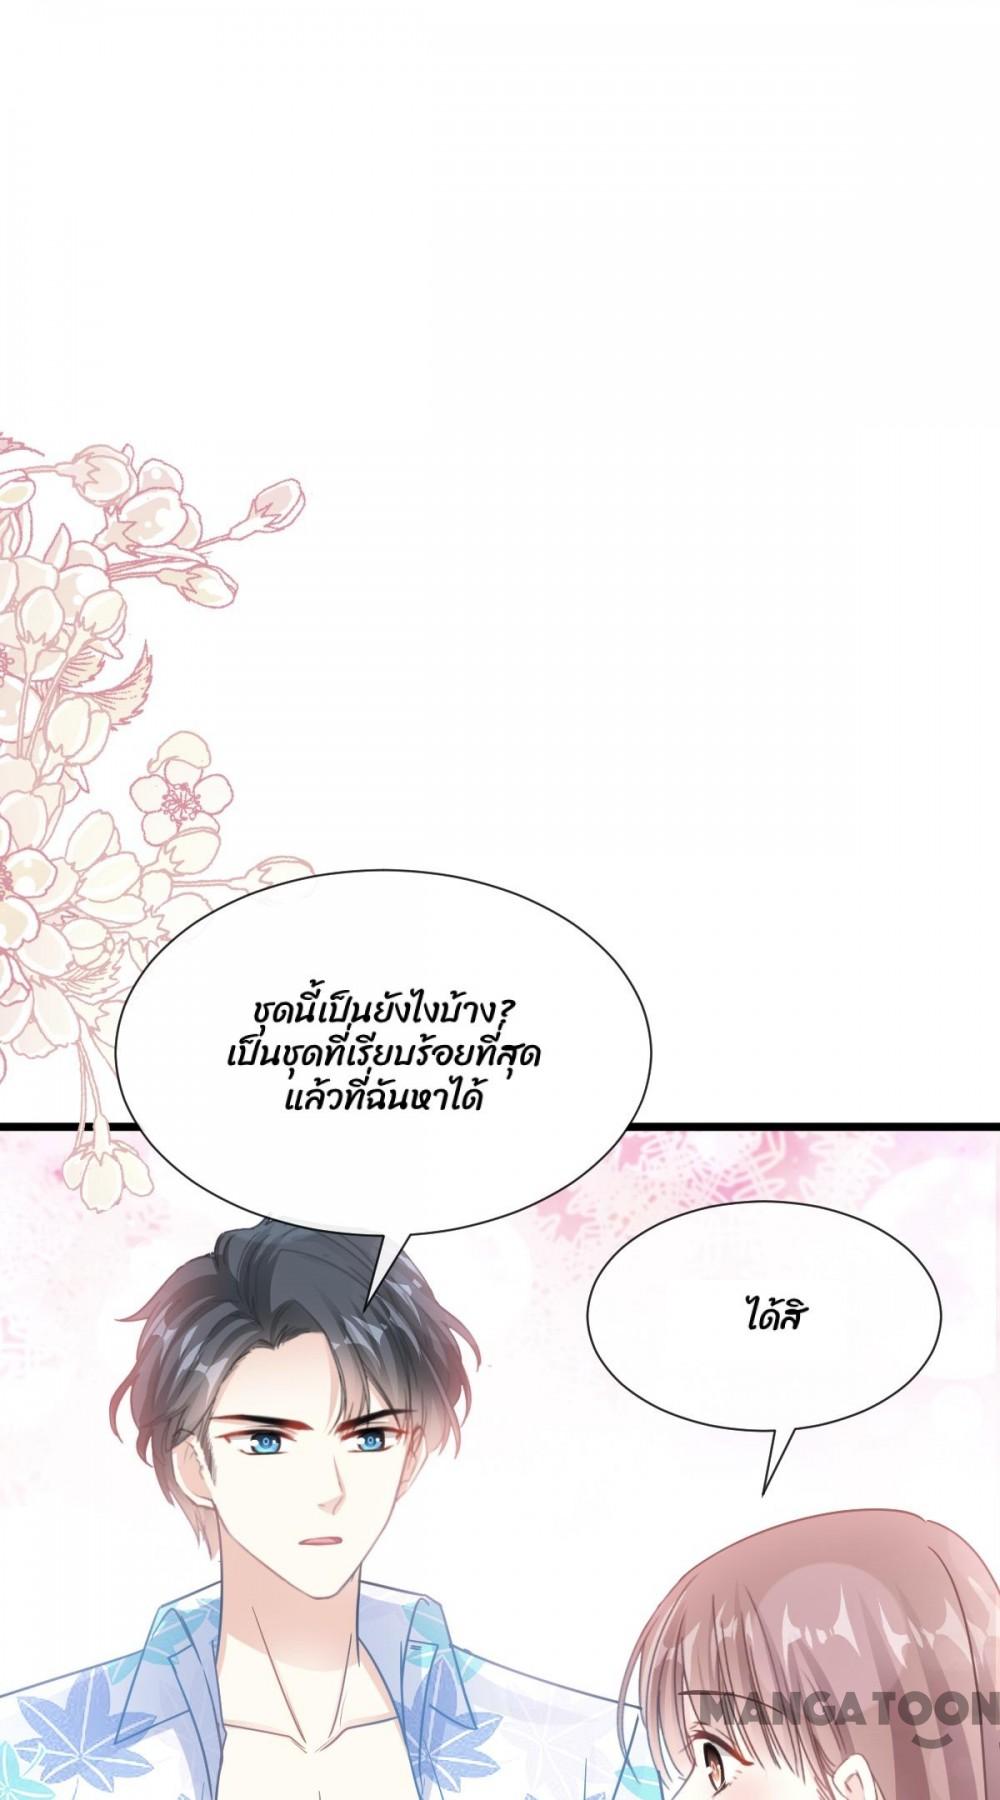 ชุดนี้เป็นยังไงบ้าง?
เป็นชุดที่เรียบร้อยที่สุด
แล้วที่ฉันหาได้
ได้สิ
MANGATOON